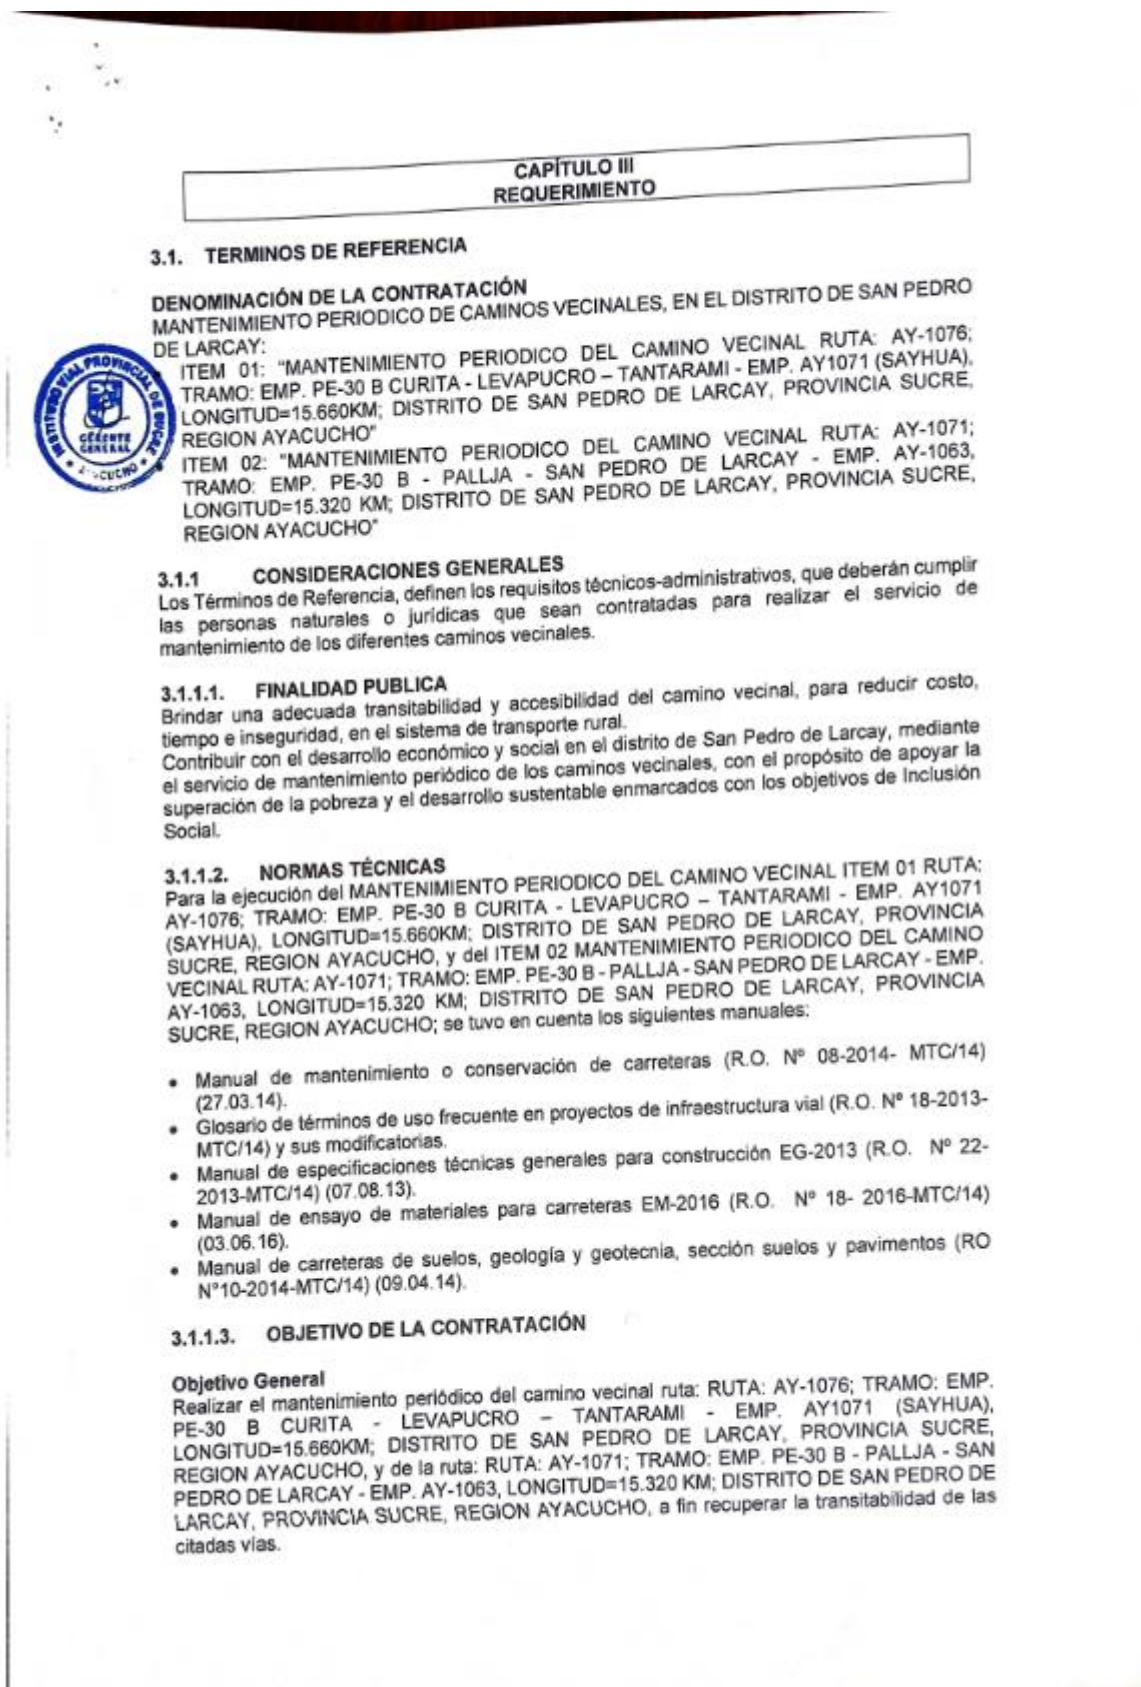 CAPÍTULO III
REQUERIMIENTO
3.1. TERMINOS DE REFERENCIA
DENOMINACIÓN DE LA CONTRATACIÓN
MANTENIMIENTO PERIODICO DE CAMINOS VECINALES, EN EL DISTRITO DE SAN PEDRO
DE LARCAY:
ITEM 01: "MANTENIMIENTO PERIODICO DEL CAMINO VECINAL RUTA: AY-1076;
TRAMO: EMP. PE-30 B CURITA - LEVAPUCRO – TANTARAMI - EMP. AY1071 (SAYHUA),
LONGITUD=15.660KM; DISTRITO DE SAN PEDRO DE LARCAY, PROVINCIA SUCRE,
REGION AYACUCHO"
ITEM 02: "MANTENIMIENTO PERIODICO DEL CAMINO VECINAL RUTA: AY-1071;
TRAMO: EMP. PE-30 B - PALLJA - SAN PEDRO DE LARCAY - EMP. AY-1063,
LONGITUD=15.320 KM; DISTRITO DE SAN PEDRO DE LARCAY, PROVINCIA SUCRE,
REGION AYACUCHO"
INSTITUTO VIAL PROVINCIAL DE SUCRE
GERENTE
GENERAL
3.1.1 CONSIDERACIONES GENERALES
Los Términos de Referencia, definen los requisitos técnicos-administrativos, que deberán cumplir
las personas naturales o jurídicas que sean contratadas para realizar el servicio de
mantenimiento de los diferentes caminos vecinales.
3.1.1.1. FINALIDAD PUBLICA
Brindar una adecuada transitabilidad y accesibilidad del camino vecinal, para reducir costo,
tiempo e inseguridad, en el sistema de transporte rural.
Contribuir con el desarrollo económico y social en el distrito de San Pedro de Larcay, mediante
el servicio de mantenimiento periódico de los caminos vecinales, con el propósito de apoyar la
superación de la pobreza y el desarrollo sustentable enmarcados con los objetivos de Inclusión
Social.
3.1.1.2. NORMAS TÉCNICAS
Para la ejecución del MANTENIMIENTO PERIODICO DEL CAMINO VECINAL ITEM 01 RUTA:
AY-1076; TRAMO: EMP. PE-30 B CURITA - LEVAPUCRO – TANTARAMI - EMP. AY1071
(SAYHUA), LONGITUD=15.660KM; DISTRITO DE SAN PEDRO DE LARCAY, PROVINCIA
SUCRE, REGION AYACUCHO, y del ITEM 02 MANTENIMIENTO PERIODICO DEL CAMINO
VECINAL RUTA: AY-1071; TRAMO: EMP. PE-30 B - PALLJA - SAN PEDRO DE LARCAY - EMP.
AY-1063, LONGITUD=15.320 KM; DISTRITO DE SAN PEDRO DE LARCAY, PROVINCIA
SUCRE, REGION AYACUCHO; se tuvo en cuenta los siguientes manuales:
• Manual de mantenimiento o conservación de carreteras (R.O. Nº 08-2014- MTC/14)
(27.03.14).
• Glosario de términos de uso frecuente en proyectos de infraestructura vial (R.O. Nº 18-2013-
MTC/14) y sus modificatorias.
• Manual de especificaciones técnicas generales para construcción EG-2013 (R.O. Nº 22-
2013-MTC/14) (07.08.13).
• Manual de ensayo de materiales para carreteras EM-2016 (R.O. Nº 18- 2016-MTC/14)
(03.06.16).
• Manual de carreteras de suelos, geología y geotecnia, sección suelos y pavimentos (RO
N°10-2014-MTC/14) (09.04.14).
3.1.1.3. OBJETIVO DE LA CONTRATACIÓN
Objetivo General
Realizar el mantenimiento periódico del camino vecinal ruta: RUTA: AY-1076; TRAMO: EMP.
PE-30 B CURITA - LEVAPUCRO – TANTARAMI - EMP. AY1071 (SAYHUA),
LONGITUD=15.660KM; DISTRITO DE SAN PEDRO DE LARCAY, PROVINCIA SUCRE,
REGION AYACUCHO, y de la ruta: RUTA: AY-1071; TRAMO: EMP. PE-30 B - PALLJA - SAN
PEDRO DE LARCAY - EMP. AY-1063, LONGITUD=15.320 KM; DISTRITO DE SAN PEDRO DE
LARCAY, PROVINCIA SUCRE, REGION AYACUCHO, a fin recuperar la transitabilidad de las
citadas vías.